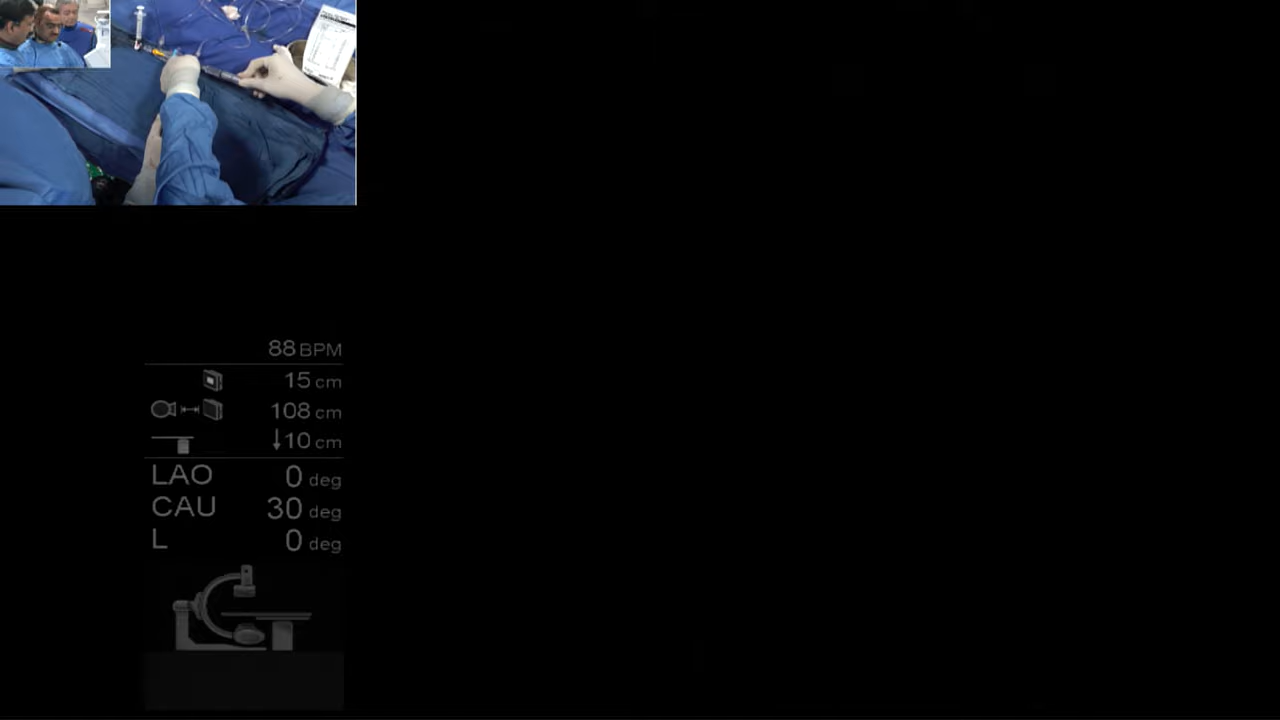 88 BPM
15 cm
108 cm
↓10 cm
LAO 0 deg
CAU 30 deg
L 0 deg